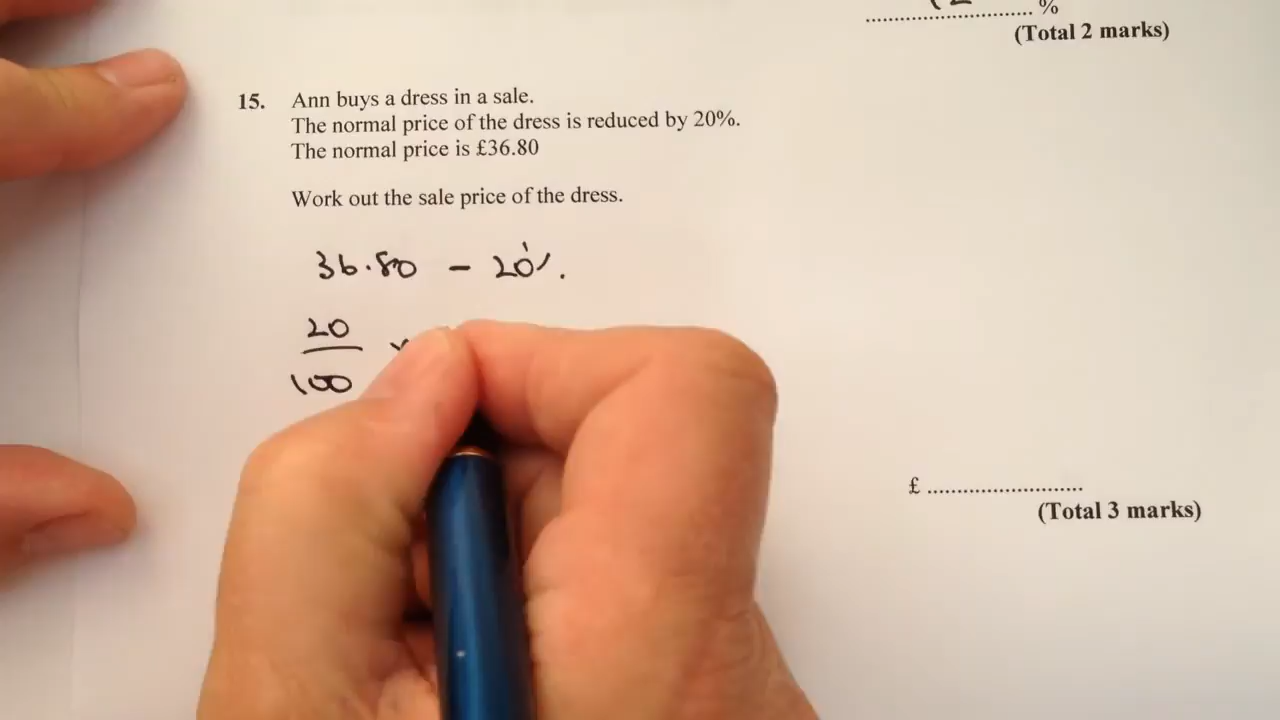 %
(Total 2 marks)
15. Ann buys a dress in a sale.
The normal price of the dress is reduced by 20%.
The normal price is £36.80
Work out the sale price of the dress.
36.80 - 20%.
20
100
£ ..........................
(Total 3 marks)